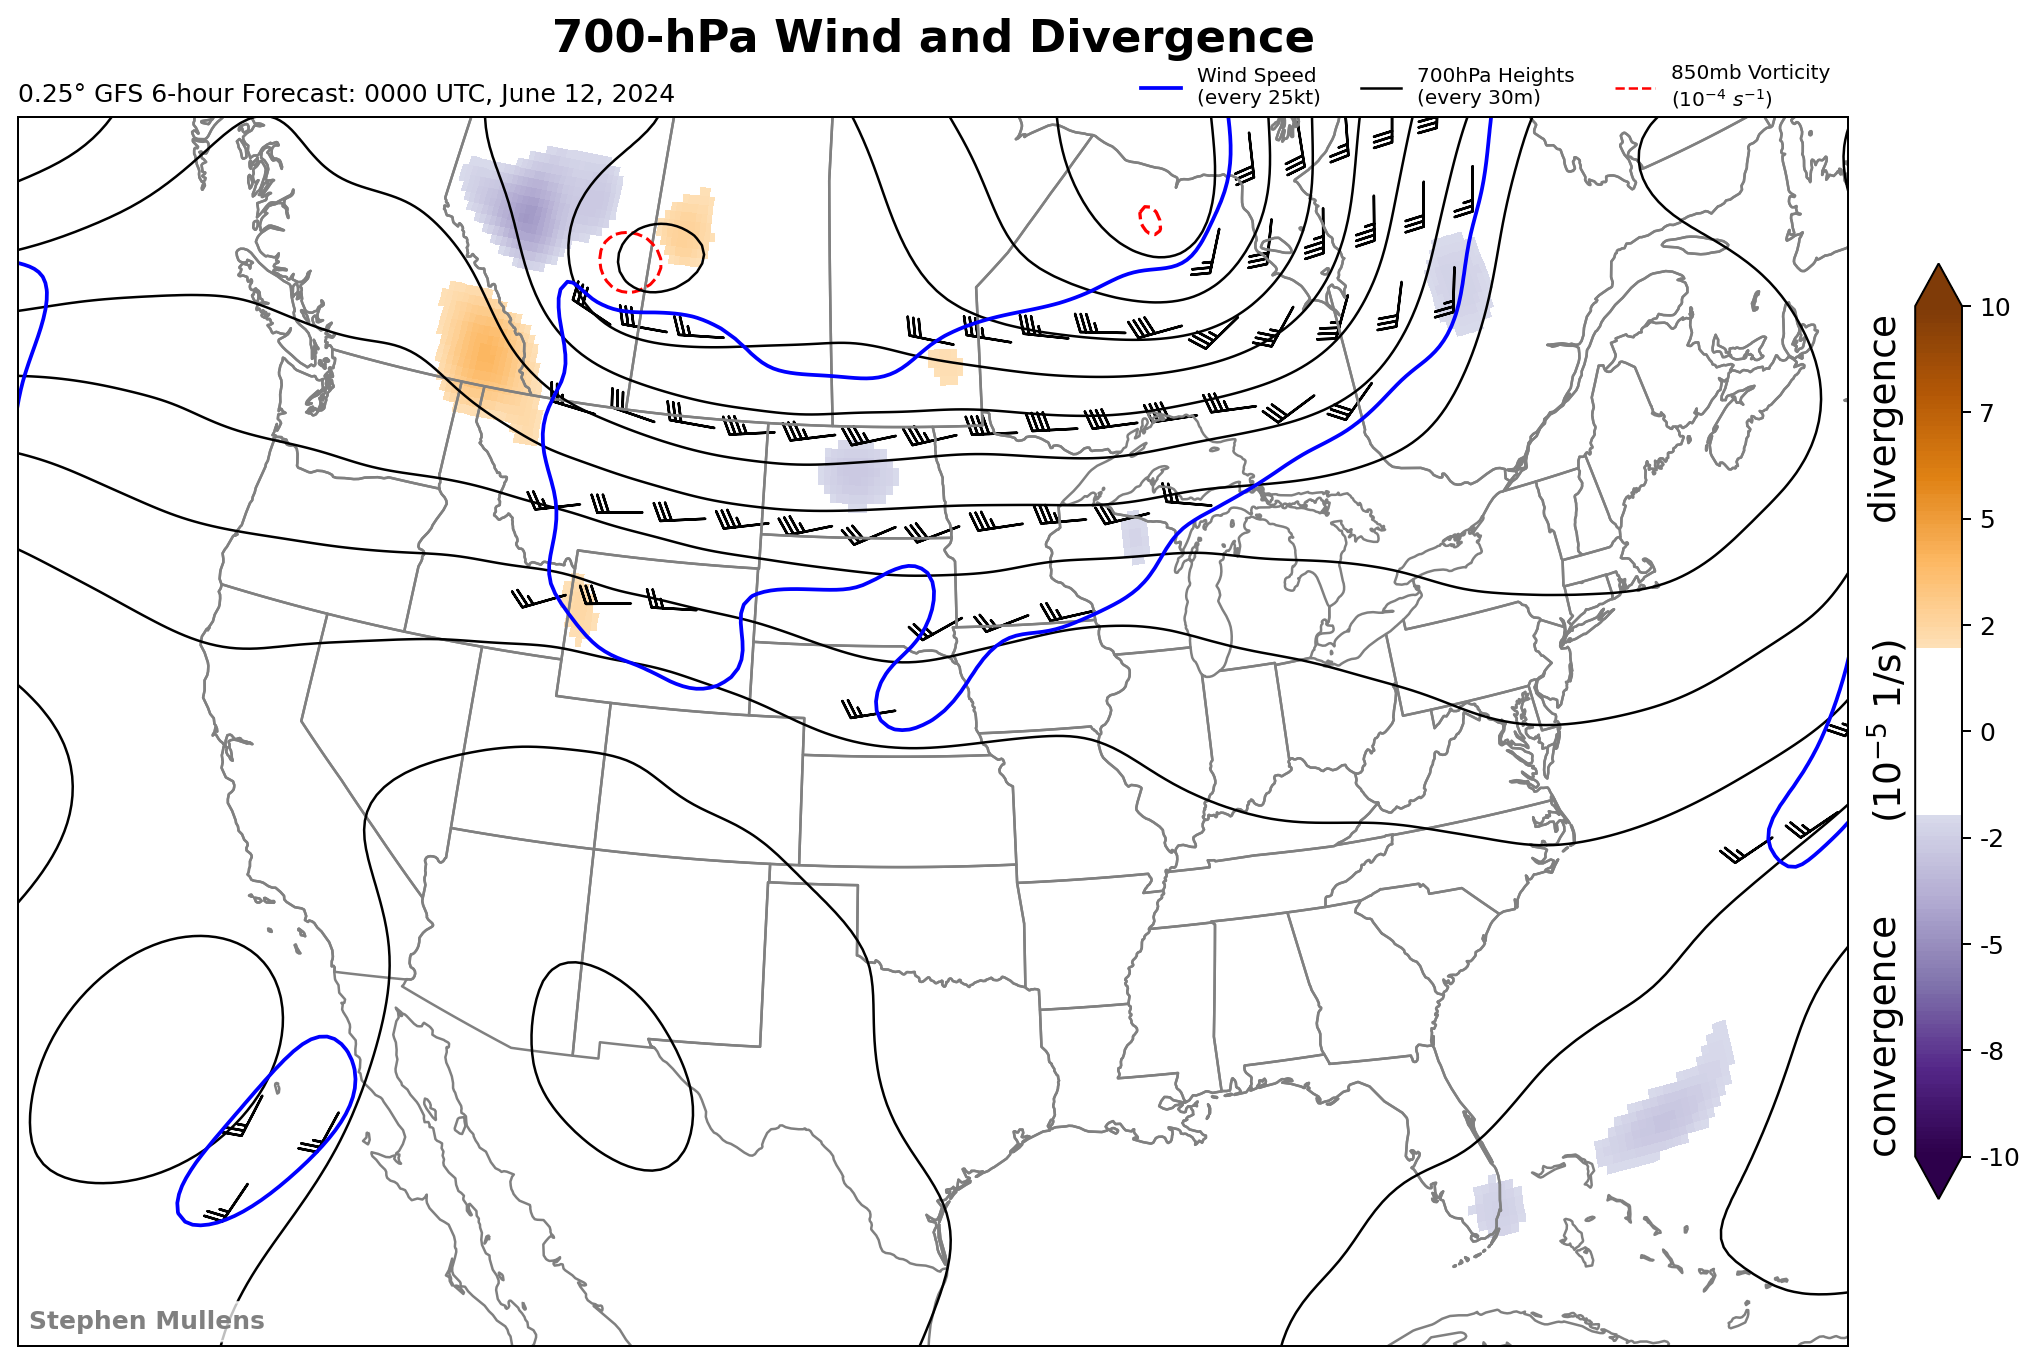 700-hPa Wind and Divergence
0.25° GFS 6-hour Forecast: 0000 UTC, June 12, 2024
Wind Speed
(every 25kt)
700hPa Heights
(every 30m)
850mb Vorticity
(10⁻⁴ s⁻¹)
10
7
5
2
0
-2
-5
-8
-10
convergence (10⁻⁵ 1/s) divergence
Stephen Mullens